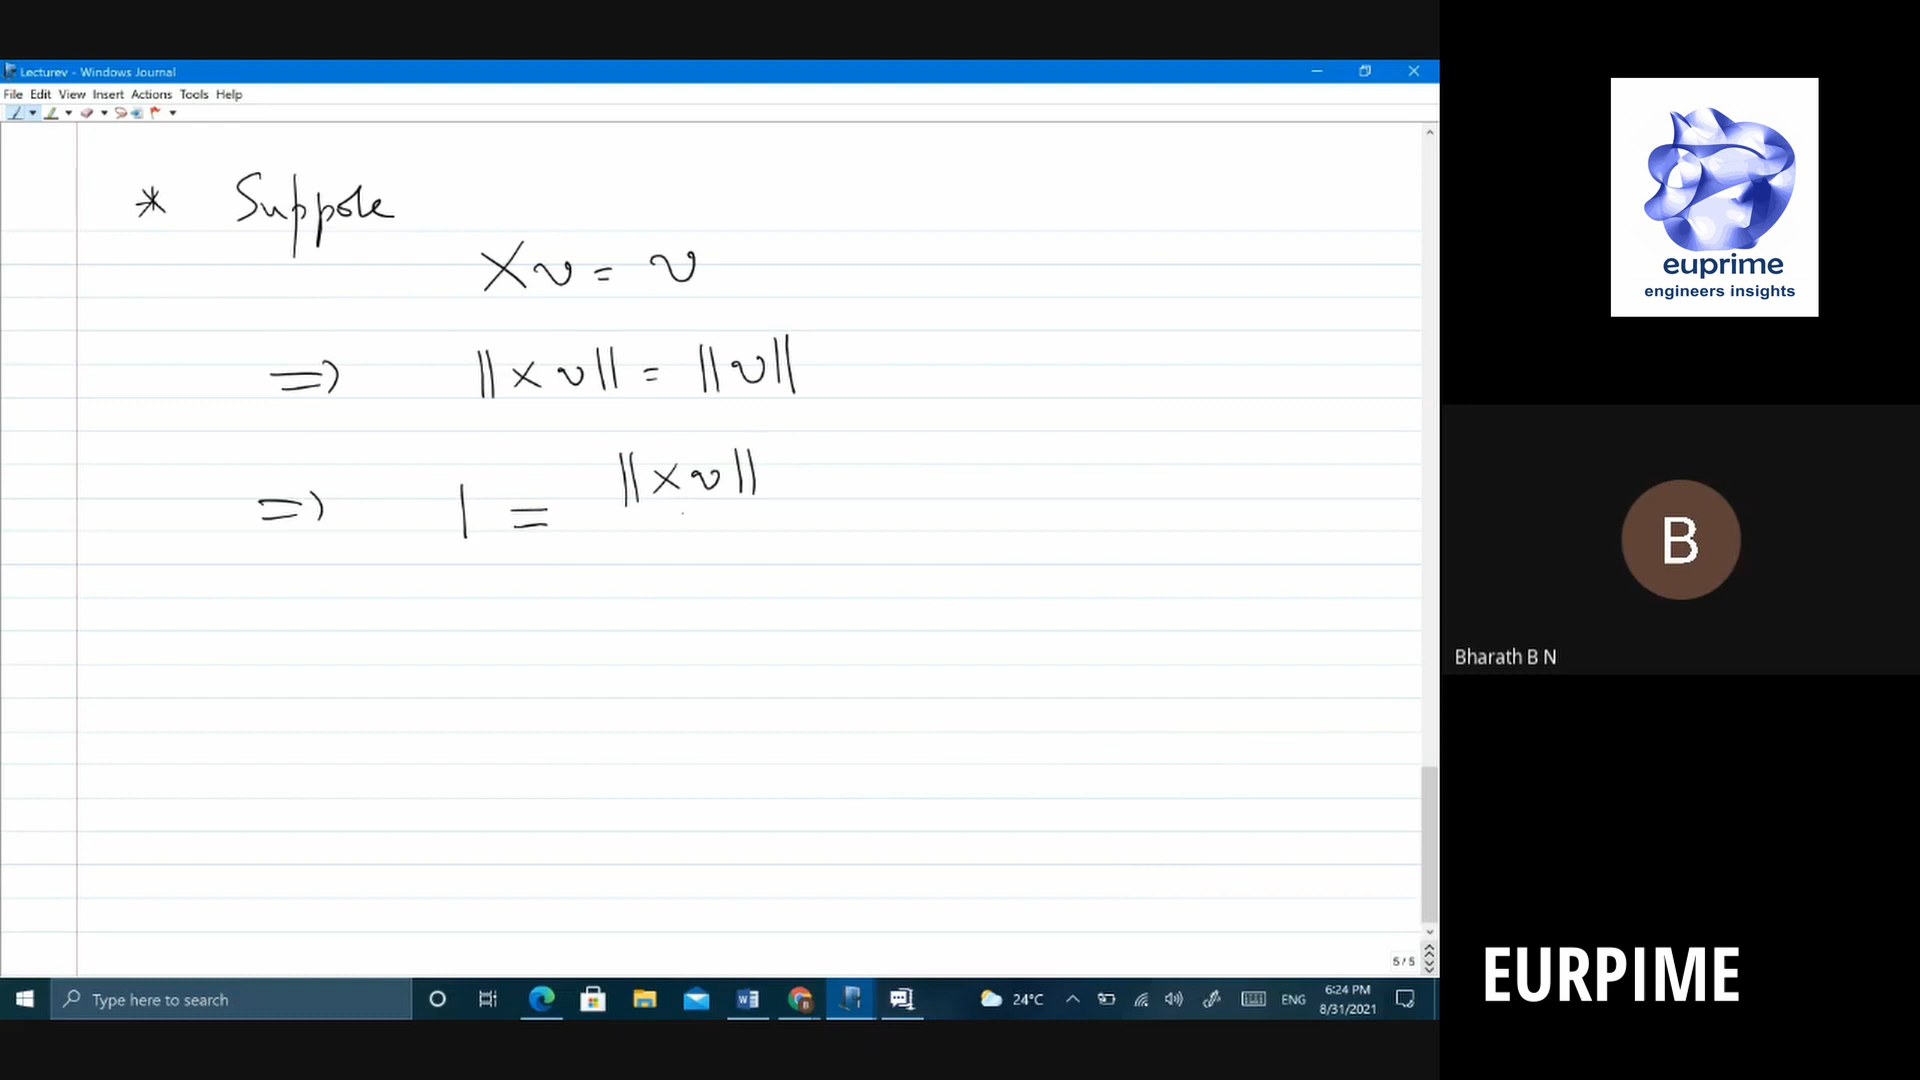 Lecturev - Windows Journal
File Edit View Insert Actions Tools Help
* Suppose
Xv = v
⇒ ||Xv|| = ||v||
⇒ 1 = ||Xv||
5 / 5
Type here to search
24°C
ENG
6:24 PM
8/31/2021
euprime
engineers insights
B
Bharath B N
EURPIME